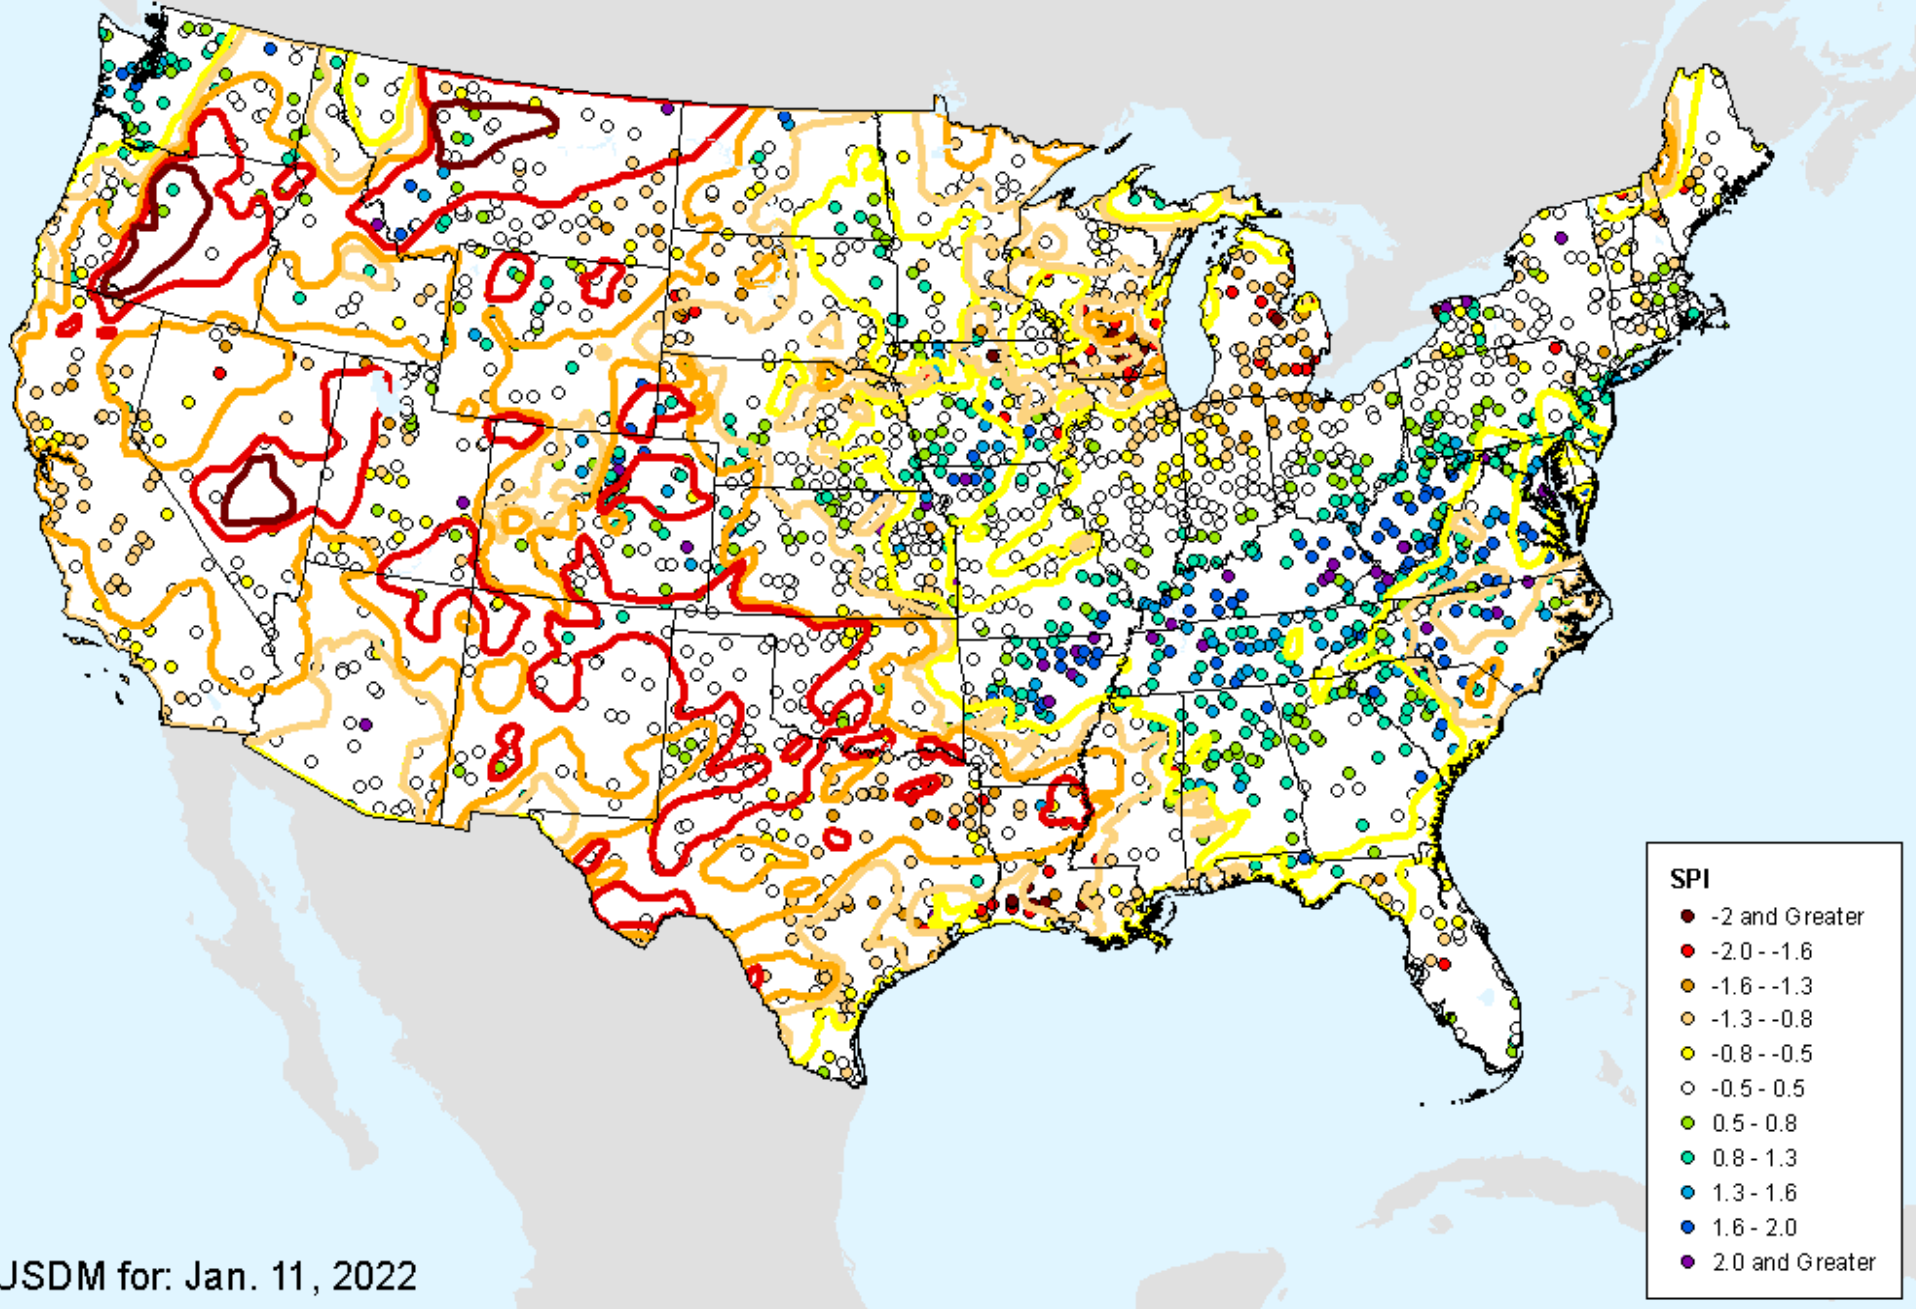 SPI
-2 and Greater
-2.0 - -1.6
-1.6 - -1.3
-1.3 - -0.8
-0.8 - -0.5
-0.5 - 0.5
0.5 - 0.8
0.8 - 1.3
1.3 - 1.6
1.6 - 2.0
2.0 and Greater
USDM for: Jan. 11, 2022